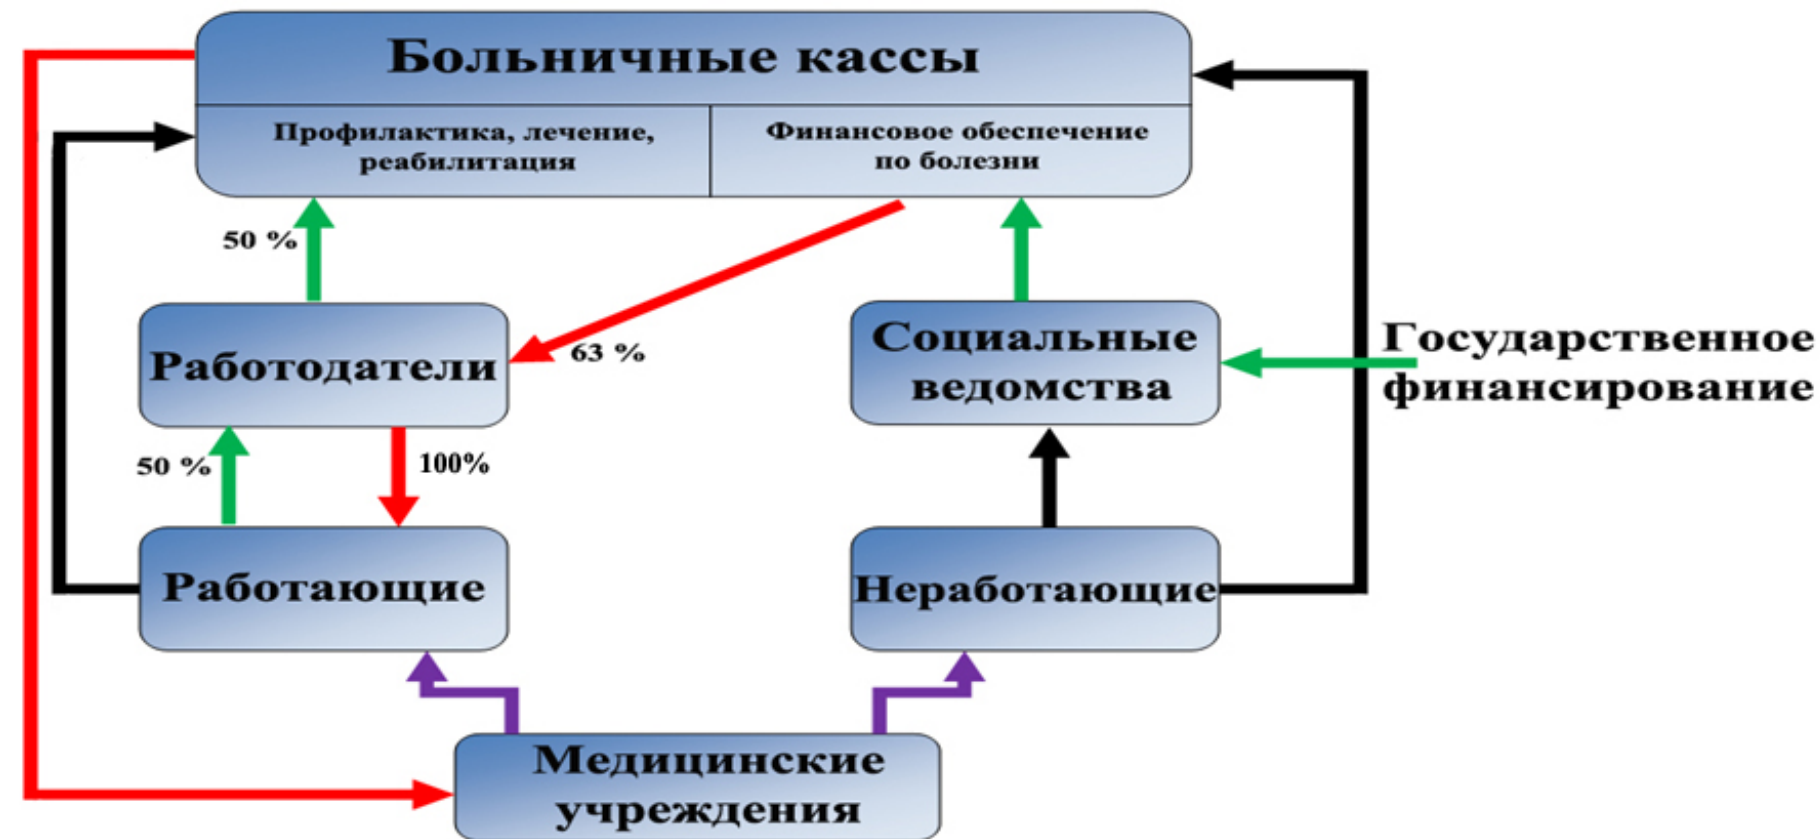 Больничные кассы
Профилактика, лечение,
реабилитация
Финансовое обеспечение
по болезни
50 %
63 %
Работодатели
Социальные
ведомства
Государственное
финансирование
50 %
100%
Работающие
Неработающие
Медицинские
учреждения